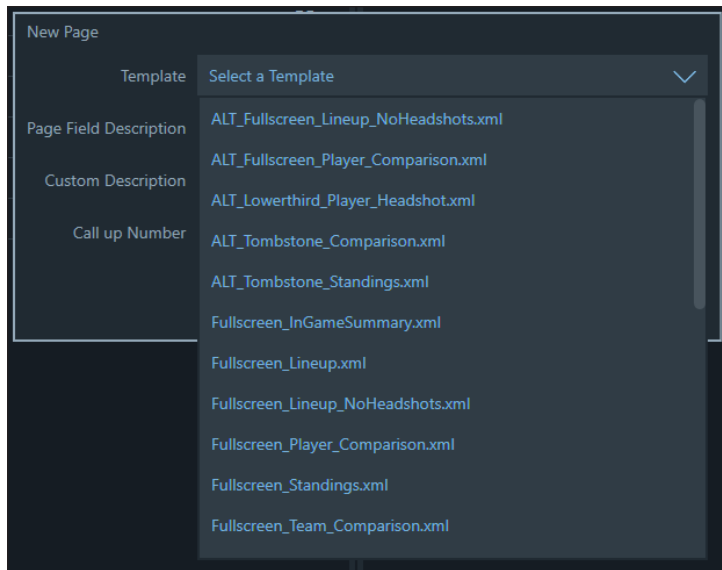 New Page
Template
Select a Template
ALT_Fullscreen_Lineup_NoHeadshots.xml
Page Field Description
ALT_Fullscreen_Player_Comparison.xml
Custom Description
ALT_Lowerthird_Player_Headshot.xml
Call up Number
ALT_Tombstone_Comparison.xml
ALT_Tombstone_Standings.xml
Fullscreen_InGameSummary.xml
Fullscreen_Lineup.xml
Fullscreen_Lineup_NoHeadshots.xml
Fullscreen_Player_Comparison.xml
Fullscreen_Standings.xml
Fullscreen_Team_Comparison.xml